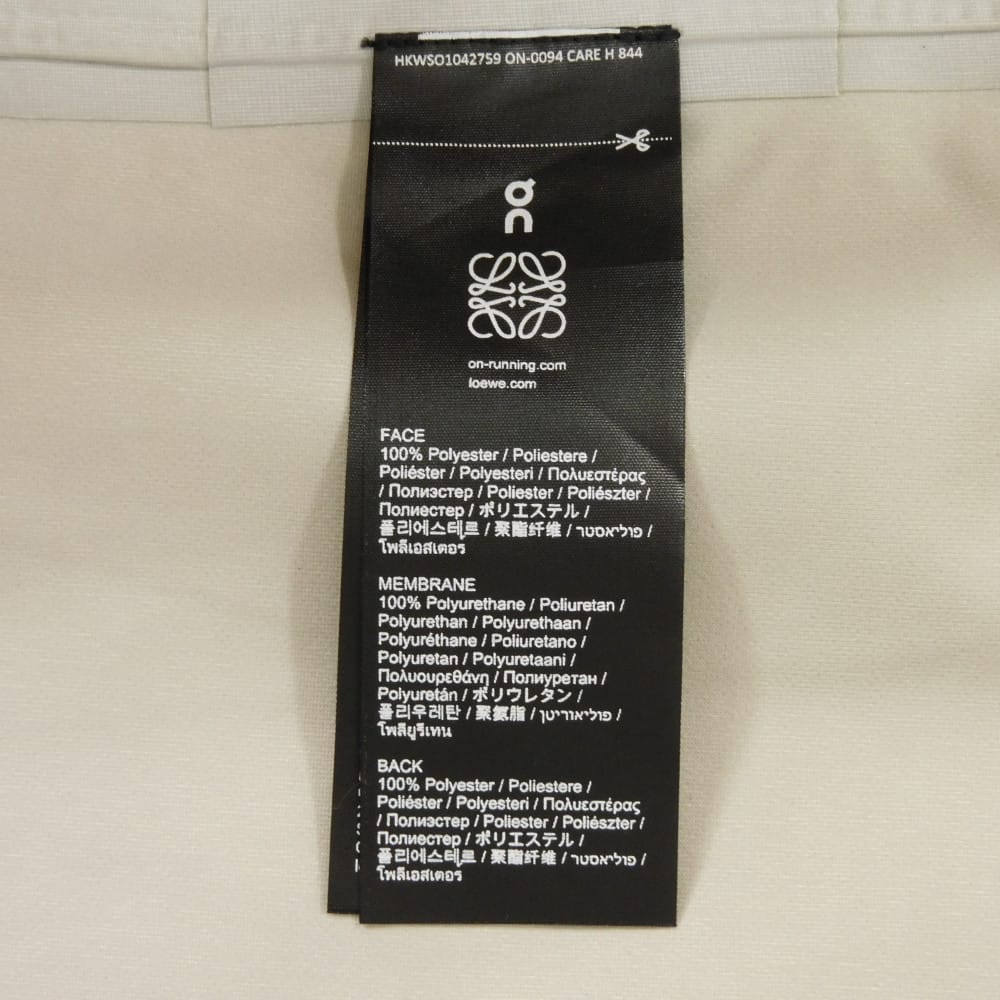 HKWSO1042759 ON-0094 CARE H 844
on-running.com
loewe.com
FACE
100% Polyester / Poliestere /
Poliéster / Polyesteri / Πολυεστέρας
/ Полиэстер / Poliester / Poliészter /
Полиестер / ポリエステル /
폴리에스테르 / 聚酯纤维 / פוליאסטר /
โพลีเอสเตอร์
MEMBRANE
100% Polyurethane / Poliuretan /
Polyurethan / Polyurethaan /
Polyuréthane / Poliuretano /
Polyuretan / Polyuretaani /
Πολυουρεθάνη / Полиуретан /
Polyuretán / ポリウレタン /
폴리우레탄 / 聚氨脂 / פוליאוריטן /
โพลียูรีเทน
BACK
100% Polyester / Poliestere /
Poliéster / Polyesteri / Πολυεστέρας
/ Полиэстер / Poliester / Poliészter /
Полиестер / ポリエステル /
폴리에스테르 / 聚酯纤维 / פוליאסטר /
โพลีเอสเตอร์